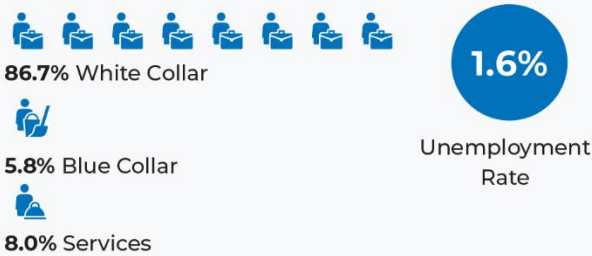 86.7% White Collar
5.8% Blue Collar
8.0% Services
1.6%
Unemployment
Rate